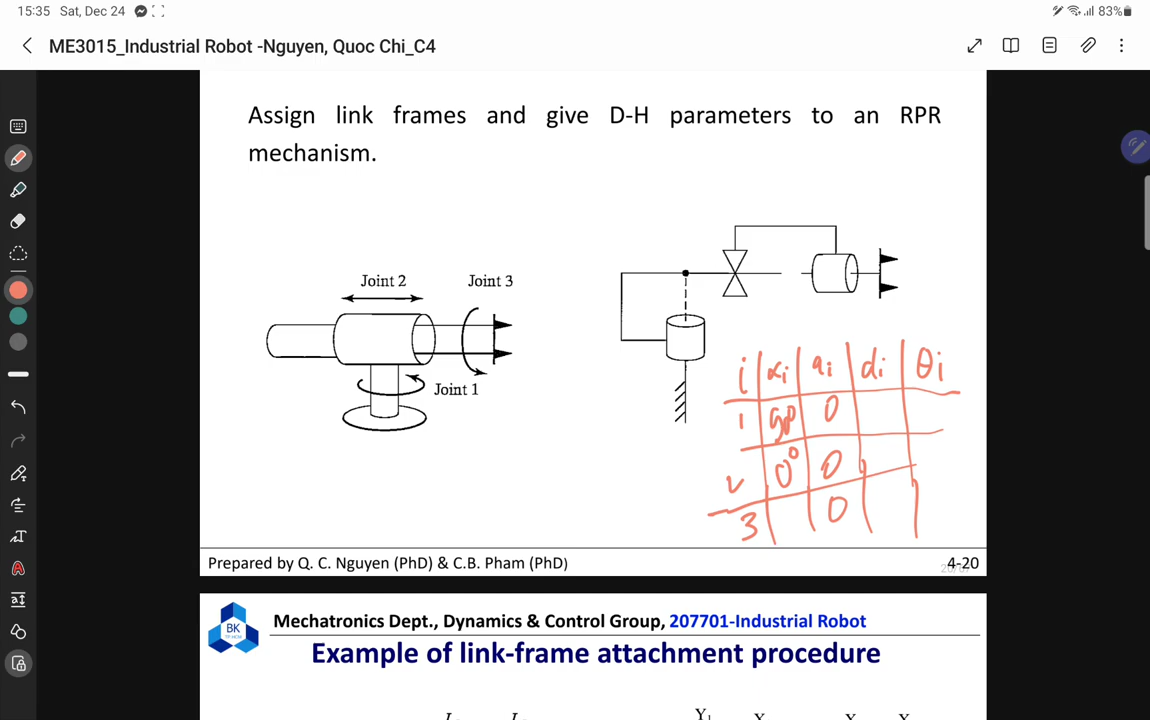 15:35 Sat, Dec 24 83%
ME3015_Industrial Robot -Nguyen, Quoc Chi_C4
Assign link frames and give D-H parameters to an RPR
mechanism.
Joint 2 Joint 3
Joint 1
i αi ai di θi
1 90° 0
2 0° 0
3 0
Prepared by Q. C. Nguyen (PhD) & C.B. Pham (PhD) 4-20
BK
TP.HCM
Mechatronics Dept., Dynamics & Control Group, 207701-Industrial Robot
Example of link-frame attachment procedure